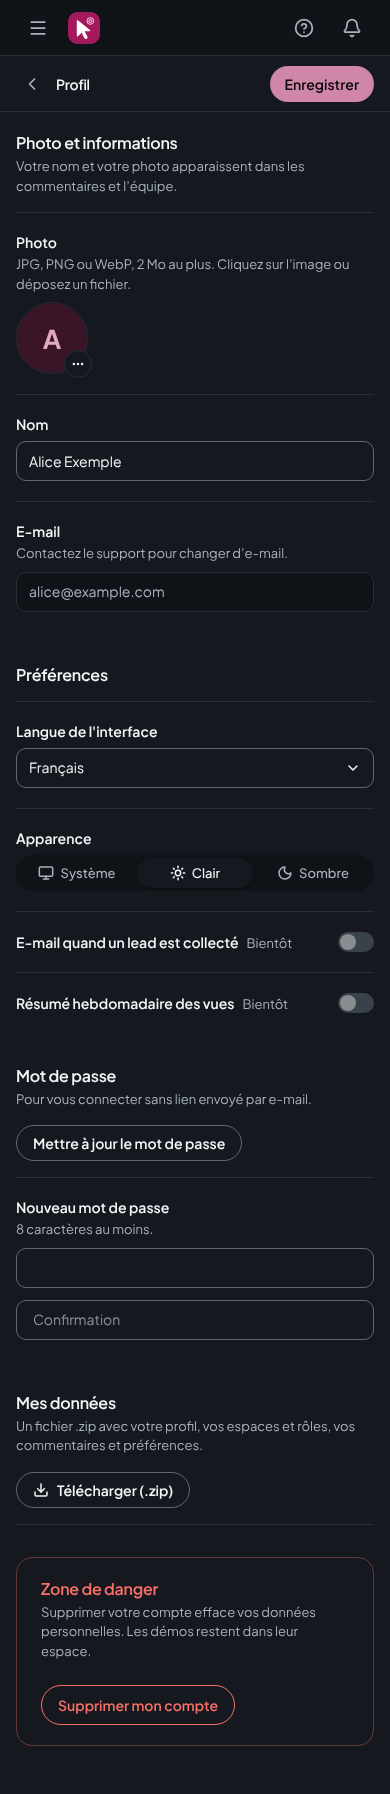 Profil
Enregistrer
Photo et informations
Votre nom et votre photo apparaissent dans les
commentaires et l'équipe.
Photo
JPG, PNG ou WebP, 2 Mo au plus. Cliquez sur l'image ou
déposez un fichier.
A
Nom
Alice Exemple
E-mail
Contactez le support pour changer d'e-mail.
alice@example.com
Préférences
Langue de l'interface
Français
Apparence
Système Clair Sombre
E-mail quand un lead est collecté Bientôt
Résumé hebdomadaire des vues Bientôt
Mot de passe
Pour vous connecter sans lien envoyé par e-mail.
Mettre à jour le mot de passe
Nouveau mot de passe
8 caractères au moins.
Confirmation
Mes données
Un fichier .zip avec votre profil, vos espaces et rôles, vos
commentaires et préférences.
Télécharger (.zip)
Zone de danger
Supprimer votre compte efface vos données
personnelles. Les démos restent dans leur
espace.
Supprimer mon compte